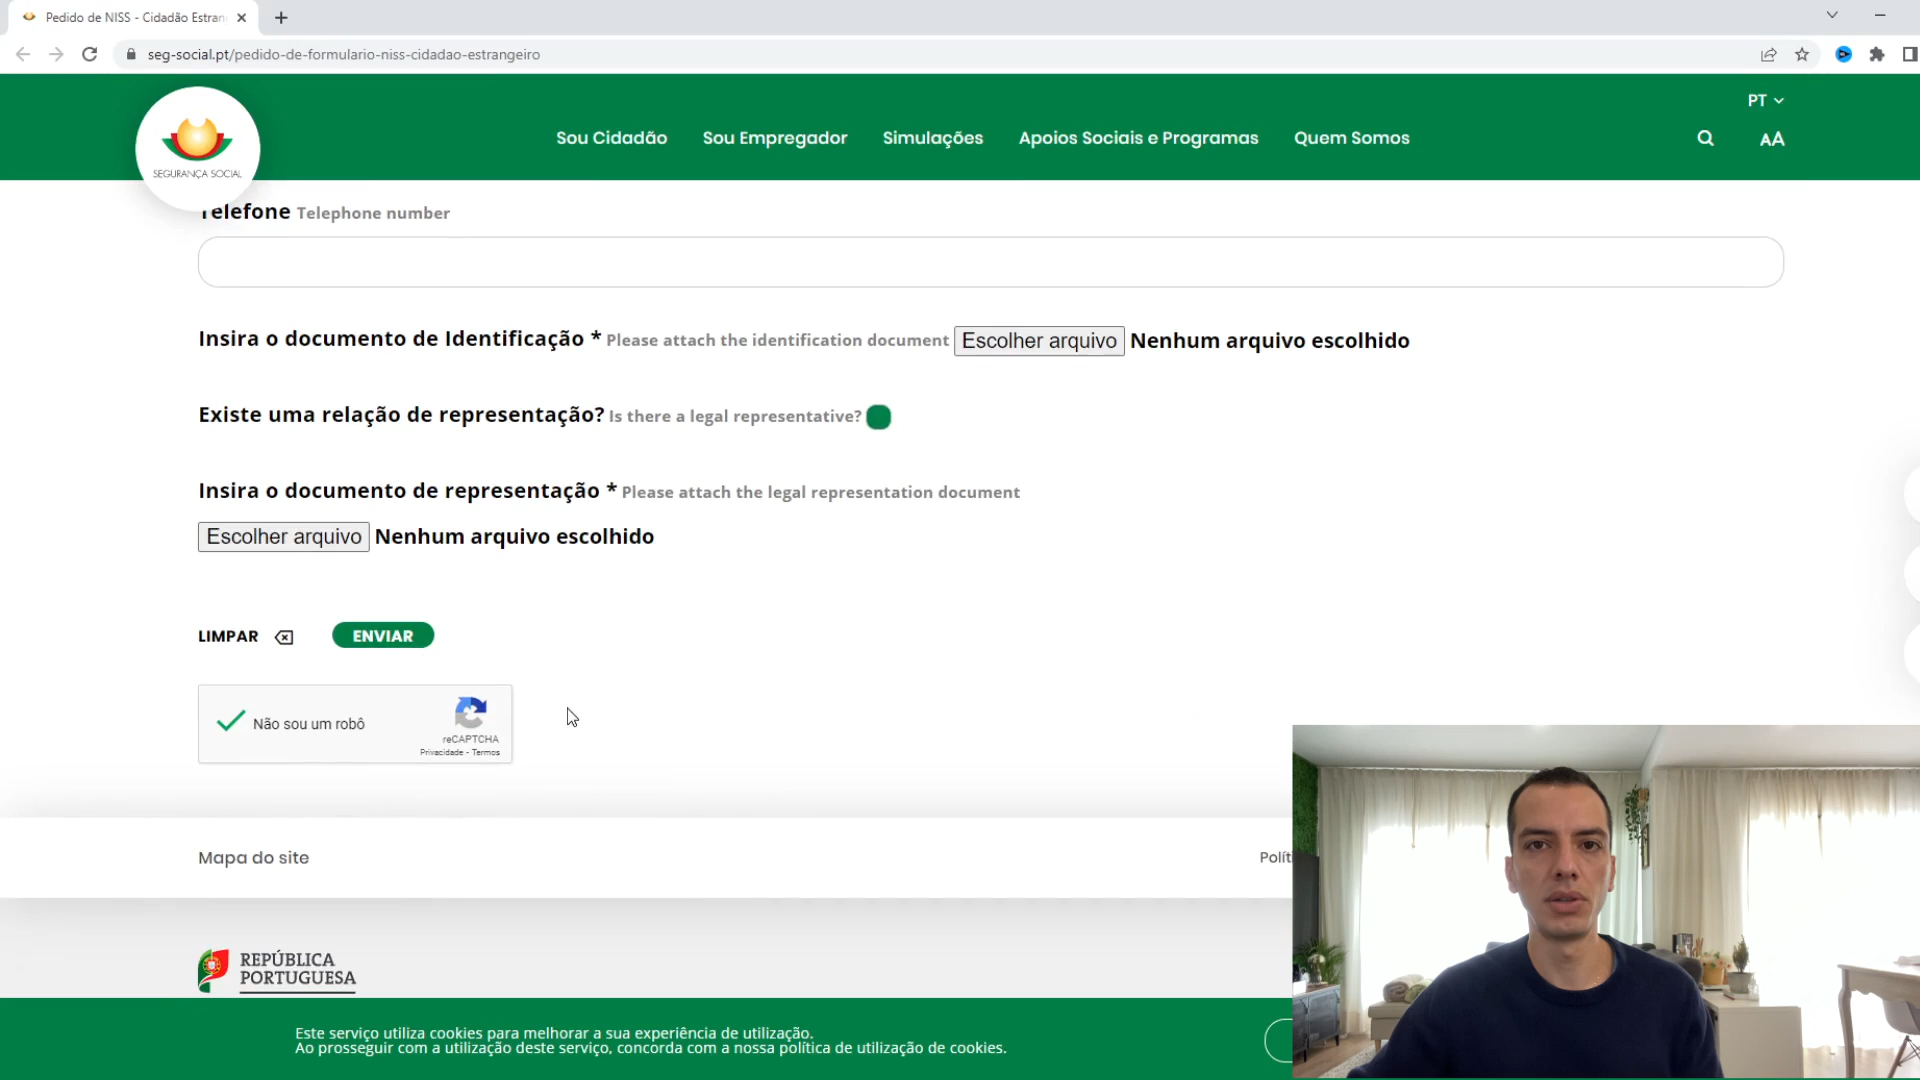 Pedido de NISS - Cidadão Estran
seg-social.pt/pedido-de-formulario-niss-cidadao-estrangeiro
PT
SEGURANÇA SOCIAL
Sou Cidadão Sou Empregador Simulações Apoios Sociais e Programas Quem Somos
AA
Telefone Telephone number
Insira o documento de Identificação * Please attach the identification document Escolher arquivo Nenhum arquivo escolhido
Existe uma relação de representação? Is there a legal representative?
Insira o documento de representação * Please attach the legal representation document
Escolher arquivo Nenhum arquivo escolhido
LIMPAR ENVIAR
Não sou um robô
reCAPTCHA
Privacidade - Termos
Mapa do site
Polít
REPÚBLICA
PORTUGUESA
Este serviço utiliza cookies para melhorar a sua experiência de utilização.
Ao prosseguir com a utilização deste serviço, concorda com a nossa política de utilização de cookies.